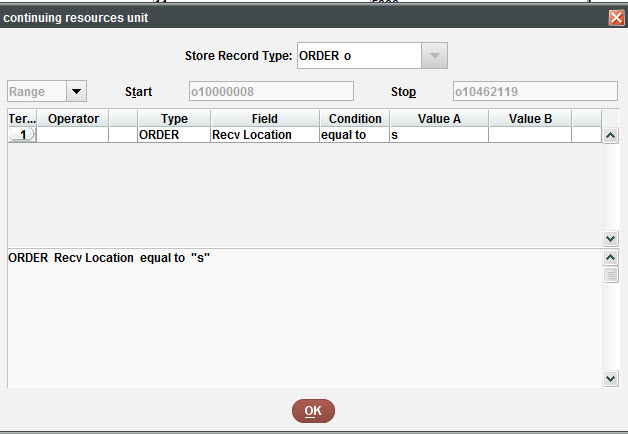 continuing resources unit
Store Record Type: ORDER o
Range Start o10000008 Stop o10462119
Ter... Operator Type Field Condition Value A Value B
1 ORDER Recv Location equal to s
ORDER Recv Location equal to "s"
OK